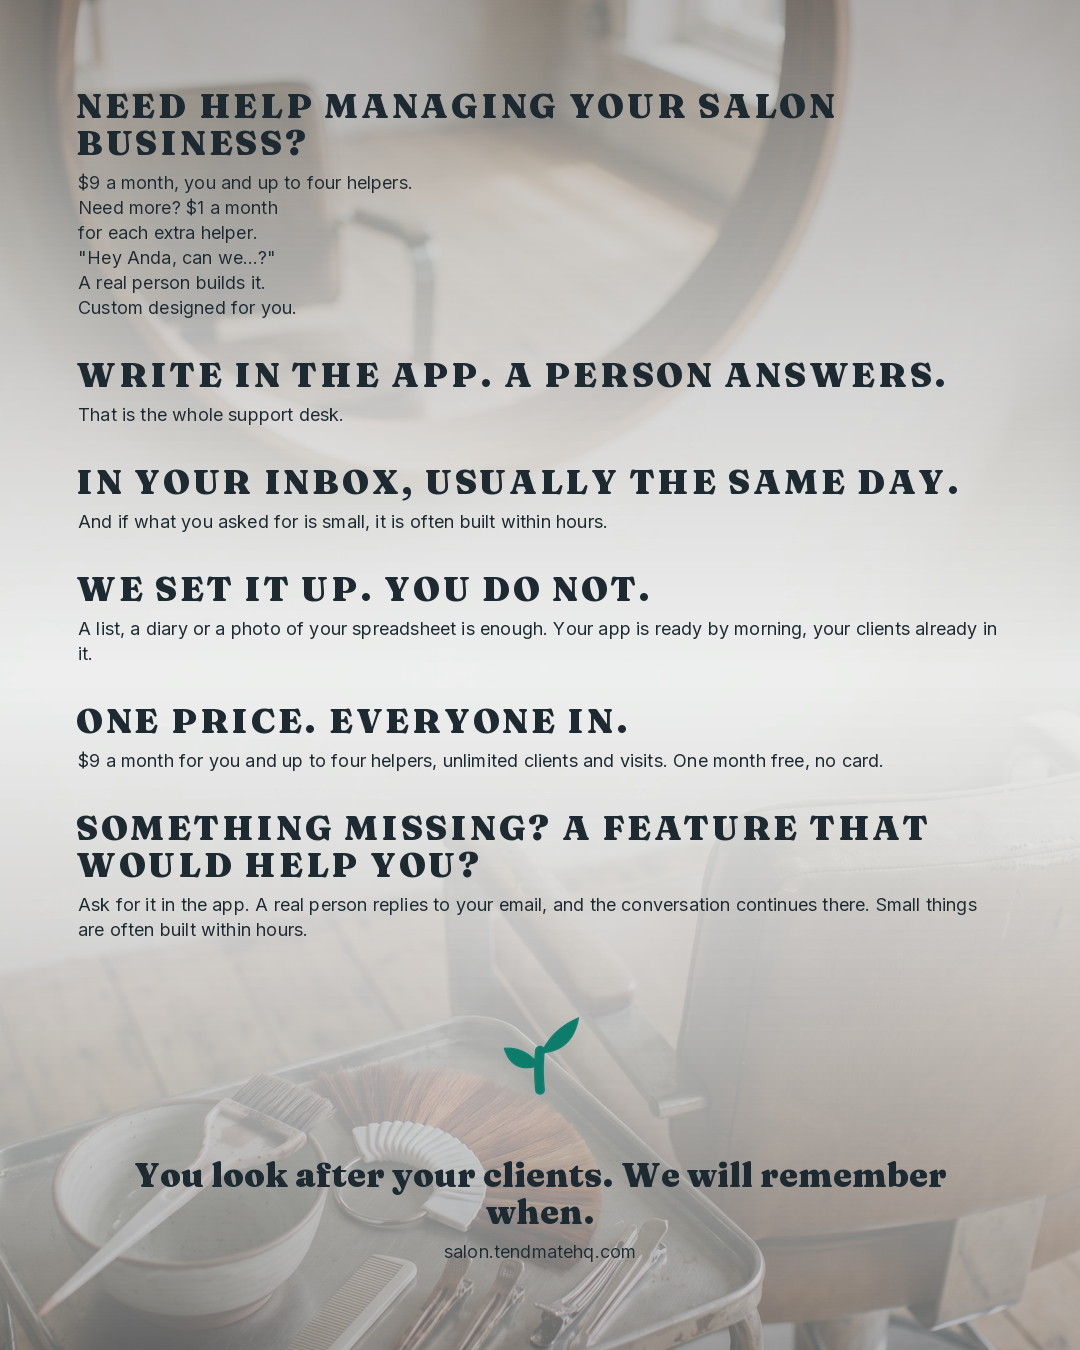 NEED HELP MANAGING YOUR SALON
BUSINESS?
$9 a month, you and up to four helpers.
Need more? $1 a month
for each extra helper.
"Hey Anda, can we...?"
A real person builds it.
Custom designed for you.
WRITE IN THE APP. A PERSON ANSWERS.
That is the whole support desk.
IN YOUR INBOX, USUALLY THE SAME DAY.
And if what you asked for is small, it is often built within hours.
WE SET IT UP. YOU DO NOT.
A list, a diary or a photo of your spreadsheet is enough. Your app is ready by morning, your clients already in
it.
ONE PRICE. EVERYONE IN.
$9 a month for you and up to four helpers, unlimited clients and visits. One month free, no card.
SOMETHING MISSING? A FEATURE THAT
WOULD HELP YOU?
Ask for it in the app. A real person replies to your email, and the conversation continues there. Small things
are often built within hours.
You look after your clients. We will remember
when.
salon.tendmatehq.com